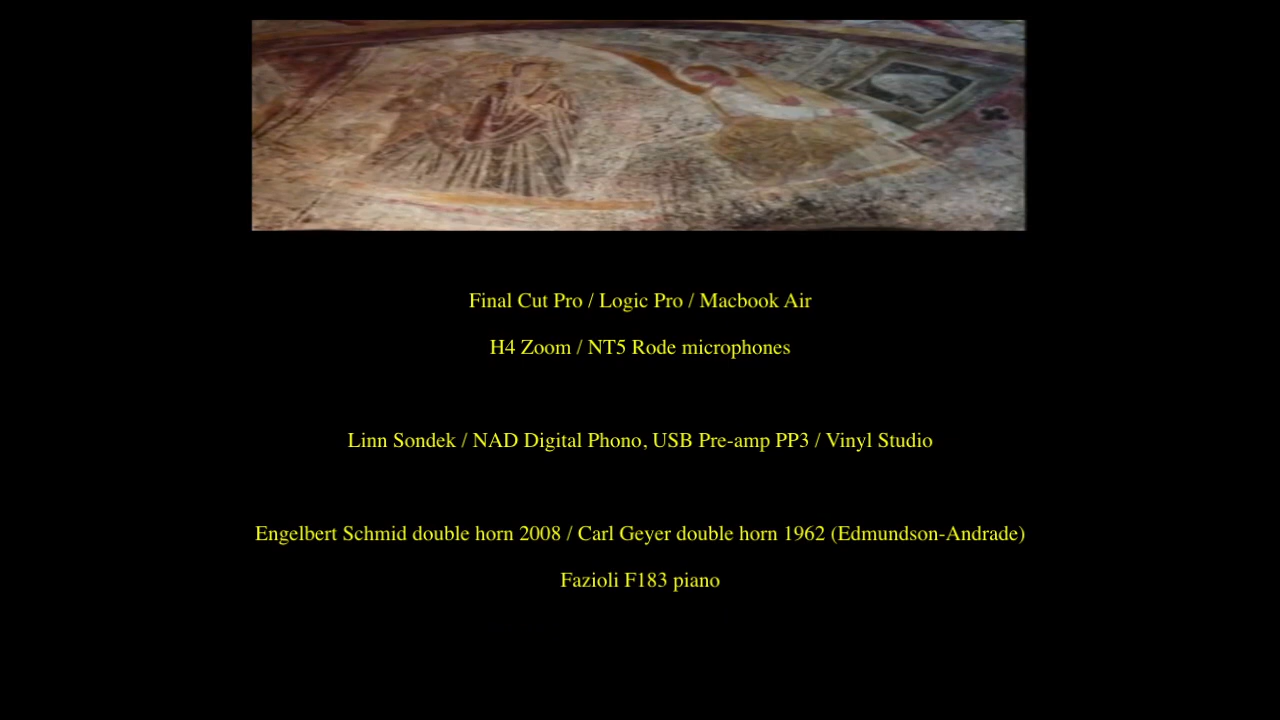 Final Cut Pro / Logic Pro / Macbook Air
H4 Zoom / NT5 Rode microphones
Linn Sondek / NAD Digital Phono, USB Pre-amp PP3 / Vinyl Studio
Engelbert Schmid double horn 2008 / Carl Geyer double horn 1962 (Edmundson-Andrade)
Fazioli F183 piano